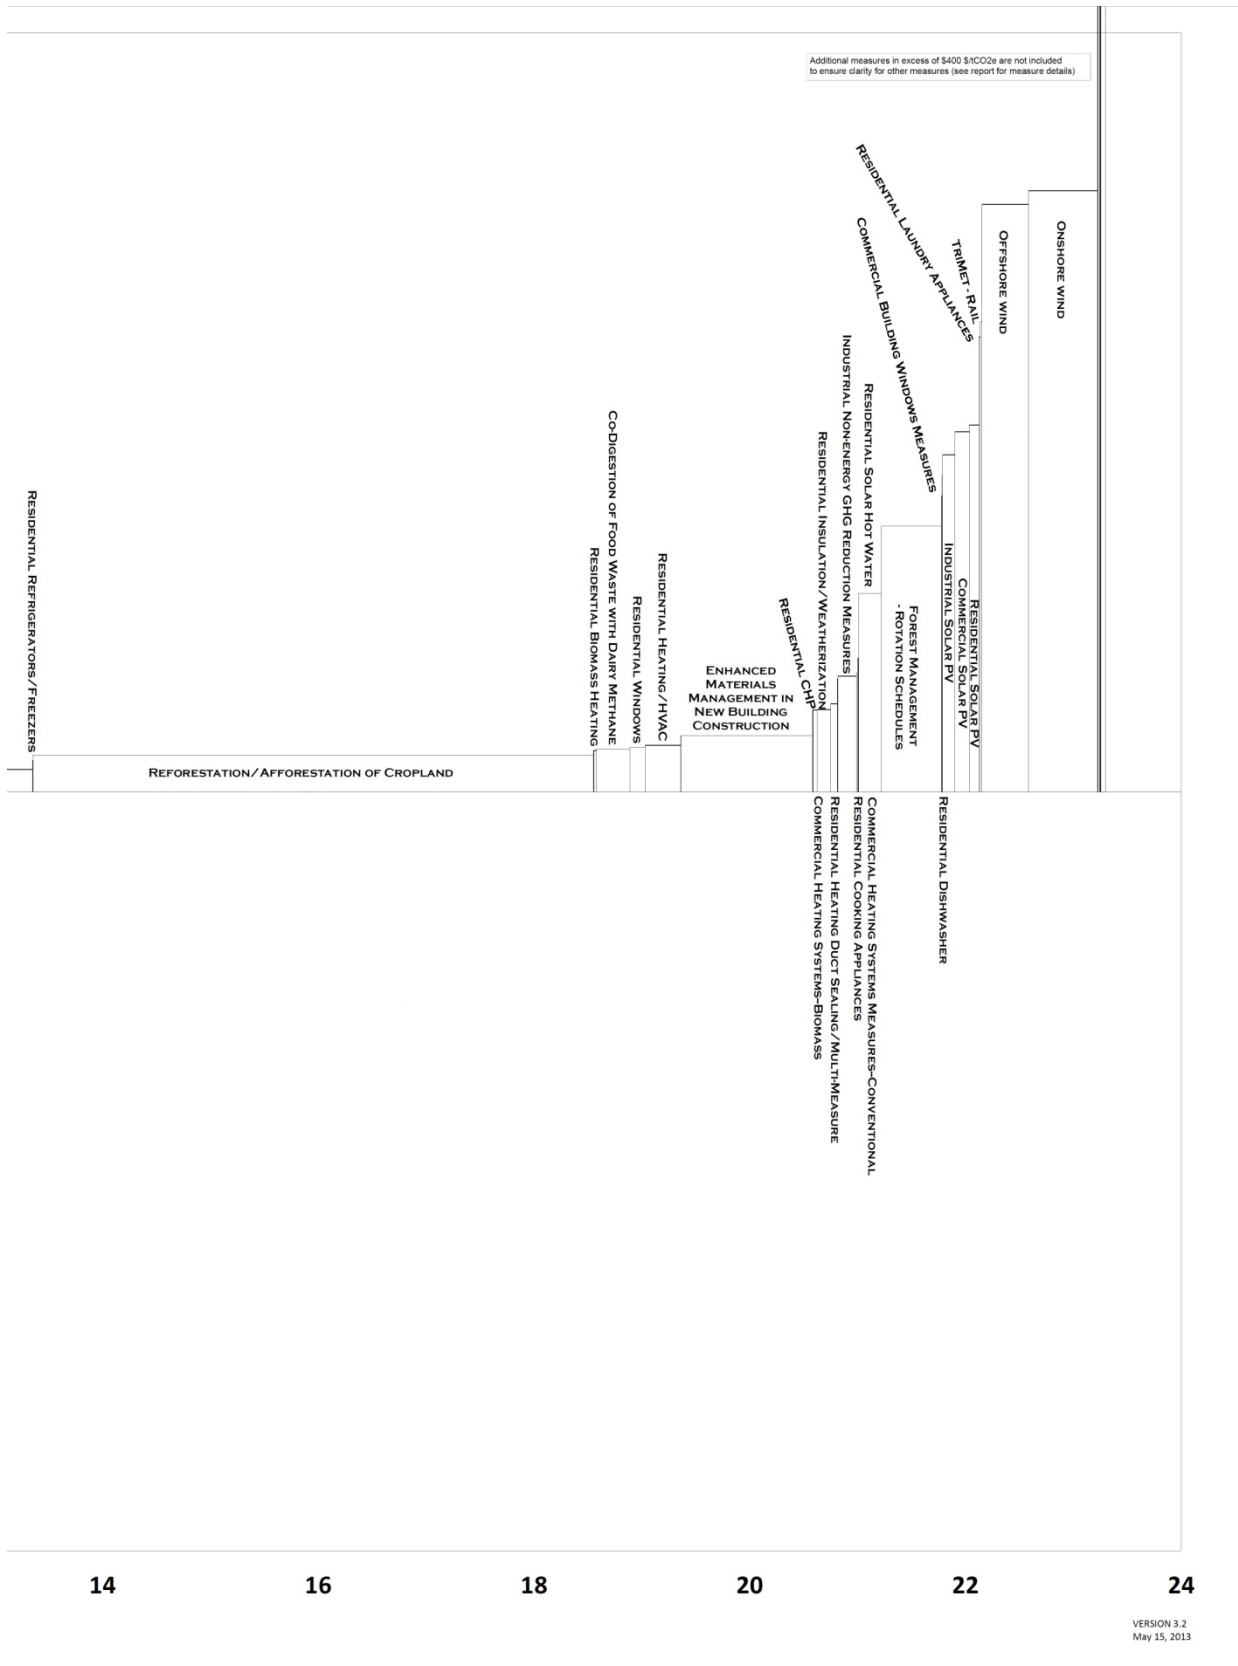 Additional measures in excess of $400 $/tCO2e are not included
to ensure clarity for other measures (see report for measure details)
Residential Refrigerators/Freezers
Reforestation/Afforestation of Cropland
Residential Biomass Heating
Co-Digestion of Food Waste with Dairy Methane
Residential Windows
Residential Heating/HVAC
Enhanced
Materials
Management in
New Building
Construction
Residential CHP
Residential Insulation/Weatherization
Industrial Non-energy GHG Reduction Measures
Residential Solar Hot Water
Commercial Building Windows Measures
Residential Laundry Appliances
TriMet - Rail
Offshore wind
Onshore wind
Forest Management
- Rotation Schedules
Industrial Solar PV
Commercial Solar PV
Residential Solar PV
Commercial Heating Systems–Biomass
Residential Heating Duct Sealing/Multi-Measure
Residential Cooking Appliances
Commercial Heating Systems Measures–Conventional
Residential Dishwasher
14 16 18 20 22 24
VERSION 3.2
May 15, 2013